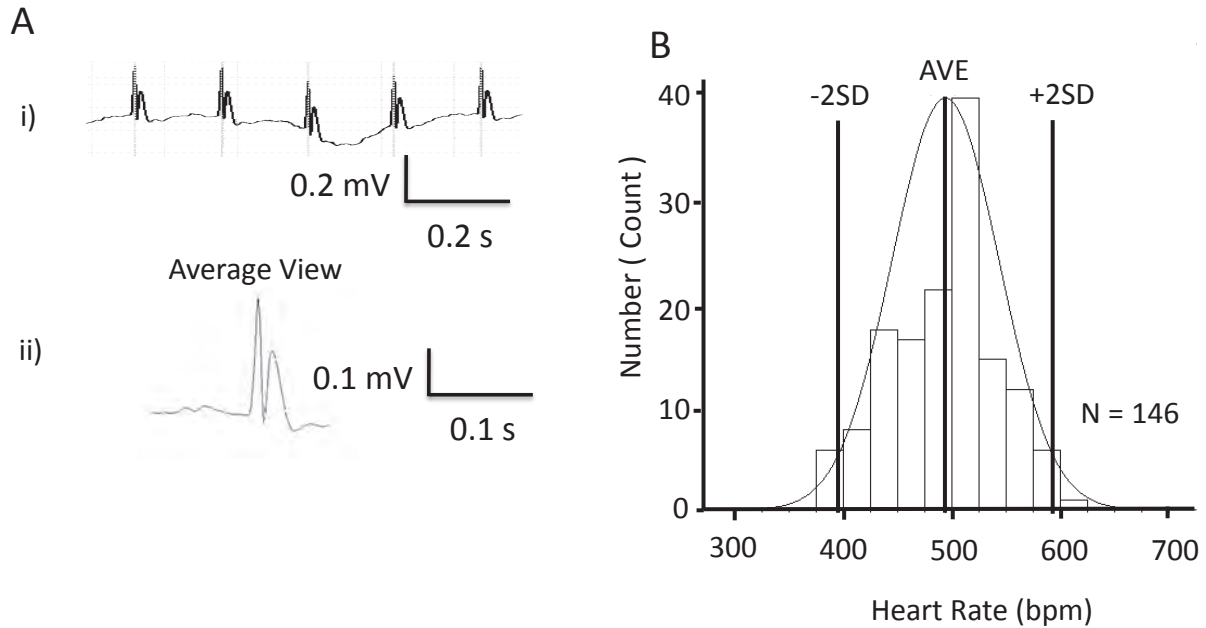 A
i)
0.2 mV
0.2 s
Average View
ii)
0.1 mV
0.1 s
B
-2SD
AVE
+2SD
Number ( Count )
40
30
20
10
0
N = 146
300 400 500 600 700
Heart Rate (bpm)